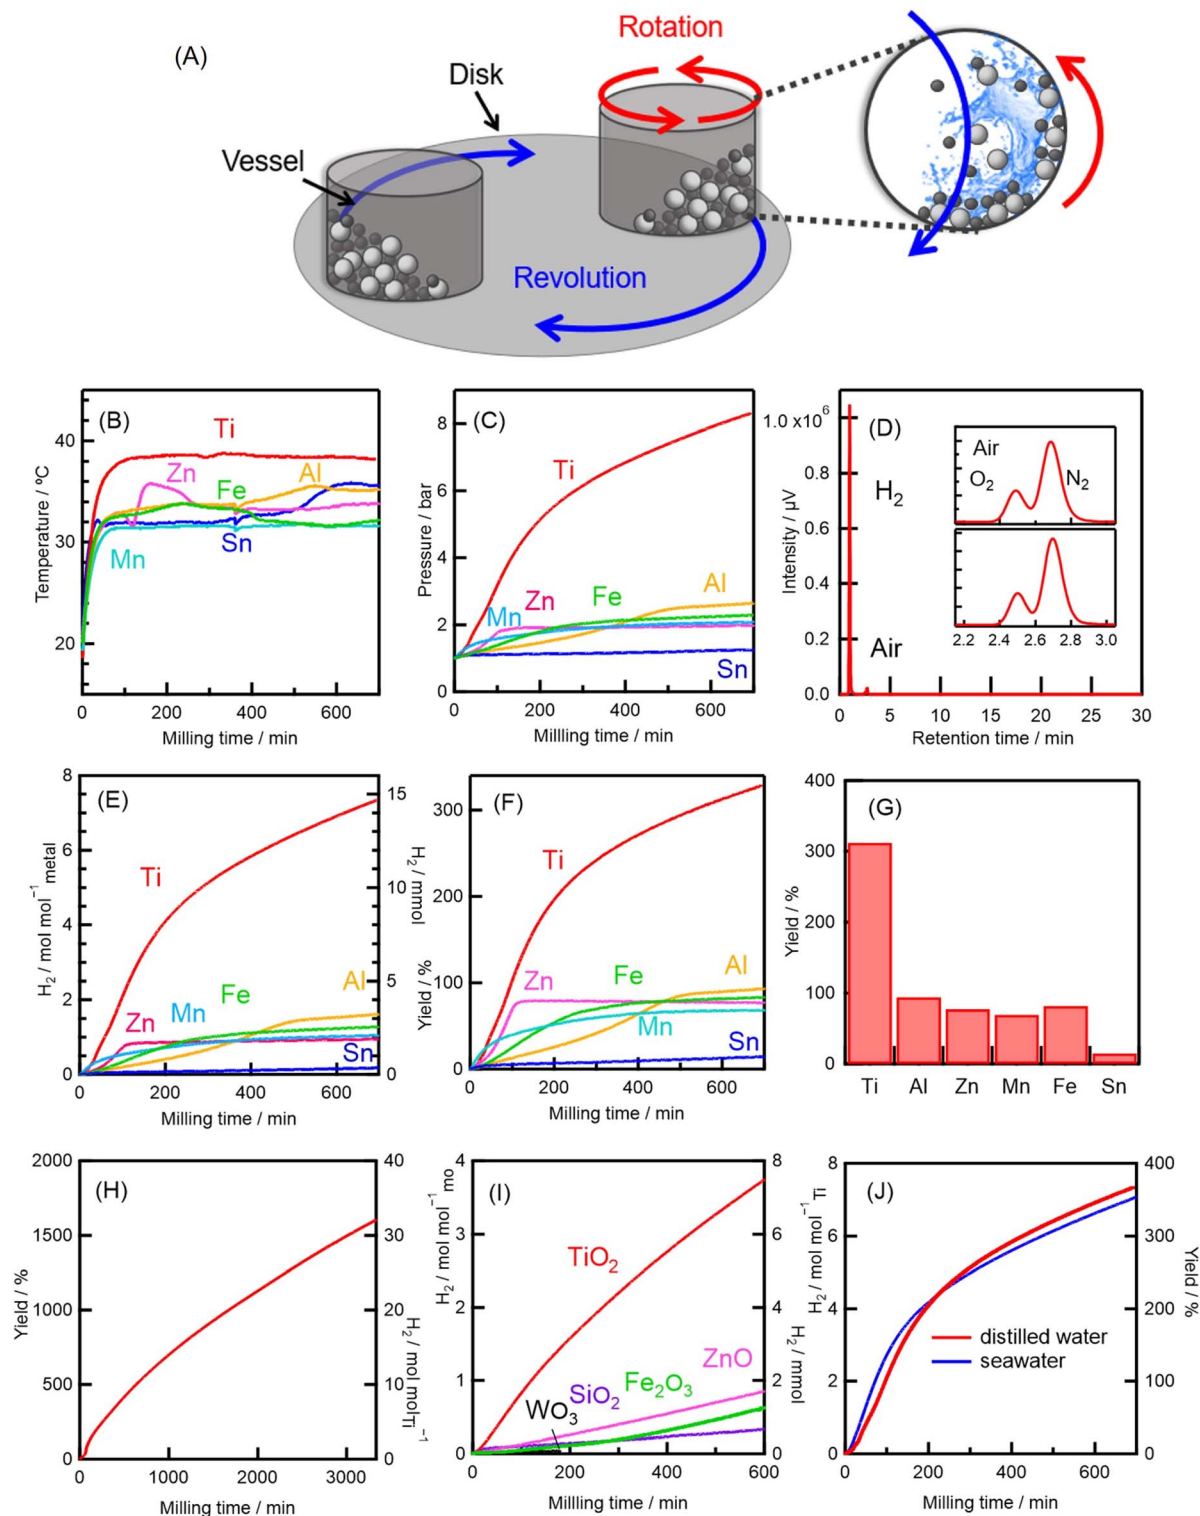 (A)
Rotation
Disk
Vessel
Revolution
(B)
Ti
Zn
Al
Fe
Sn
Mn
40
30
20
Temperature / ºC
0
200
400
600
Milling time / min
(C)
Ti
Al
Fe
Zn
Mn
Sn
8
6
4
2
0
Pressure / bar
0
200
400
600
Millling time / min
1.0 x10⁶
(D)
H₂
Air
0.8
0.6
0.4
0.2
0.0
Intensity / µV
Air
O₂
N₂
2.2
2.4
2.6
2.8
3.0
0
5
10
15
20
25
30
Retention time / min
(E)
Ti
Al
Fe
Mn
Zn
Sn
8
6
4
2
0
H₂ / mol mol⁻¹ metal
15
10
5
0
H₂ / mmol
0
200
400
600
Milling time / min
(F)
Ti
Al
Zn
Fe
Mn
Sn
300
200
100
0
Yield / %
0
200
400
600
Milling time / min
(G)
400
300
200
100
0
Yield / %
Ti
Al
Zn
Mn
Fe
Sn
(H)
2000
1500
1000
500
0
Yield / %
40
30
20
10
0
H₂ / mol mol_Ti⁻¹
0
1000
2000
3000
Milling time / min
(I)
TiO₂
ZnO
Fe₂O₃
SiO₂
WO₃
4
3
2
1
0
H₂ / mol mol⁻¹ mo
8
6
4
2
0
H₂ / mmol
0
200
400
600
Millling time / min
(J)
distilled water
seawater
8
6
4
2
0
H₂ / mol mol⁻¹ Ti
400
300
200
100
0
Yield / %
0
200
400
600
Milling time / min